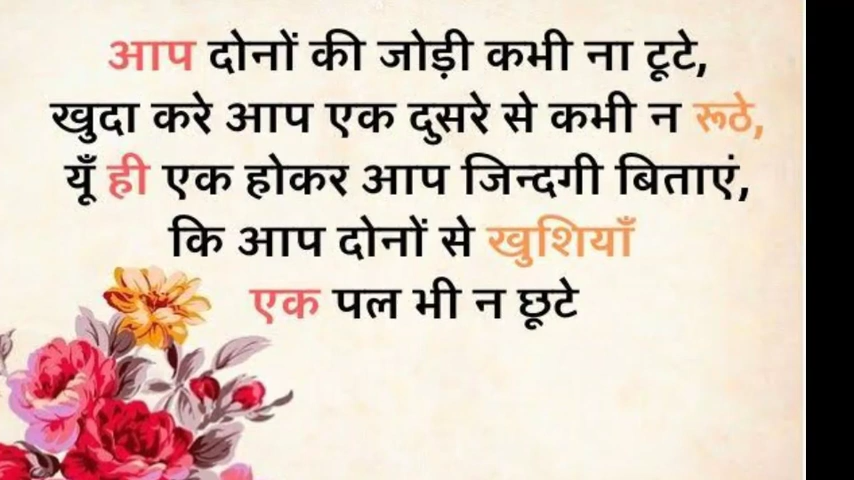 आप दोनों की जोड़ी कभी ना टूटे,
खुदा करे आप एक दुसरे से कभी न रूठे,
यूँ ही एक होकर आप जिन्दगी बिताएं,
कि आप दोनों से खुशियाँ
एक पल भी न छूटे